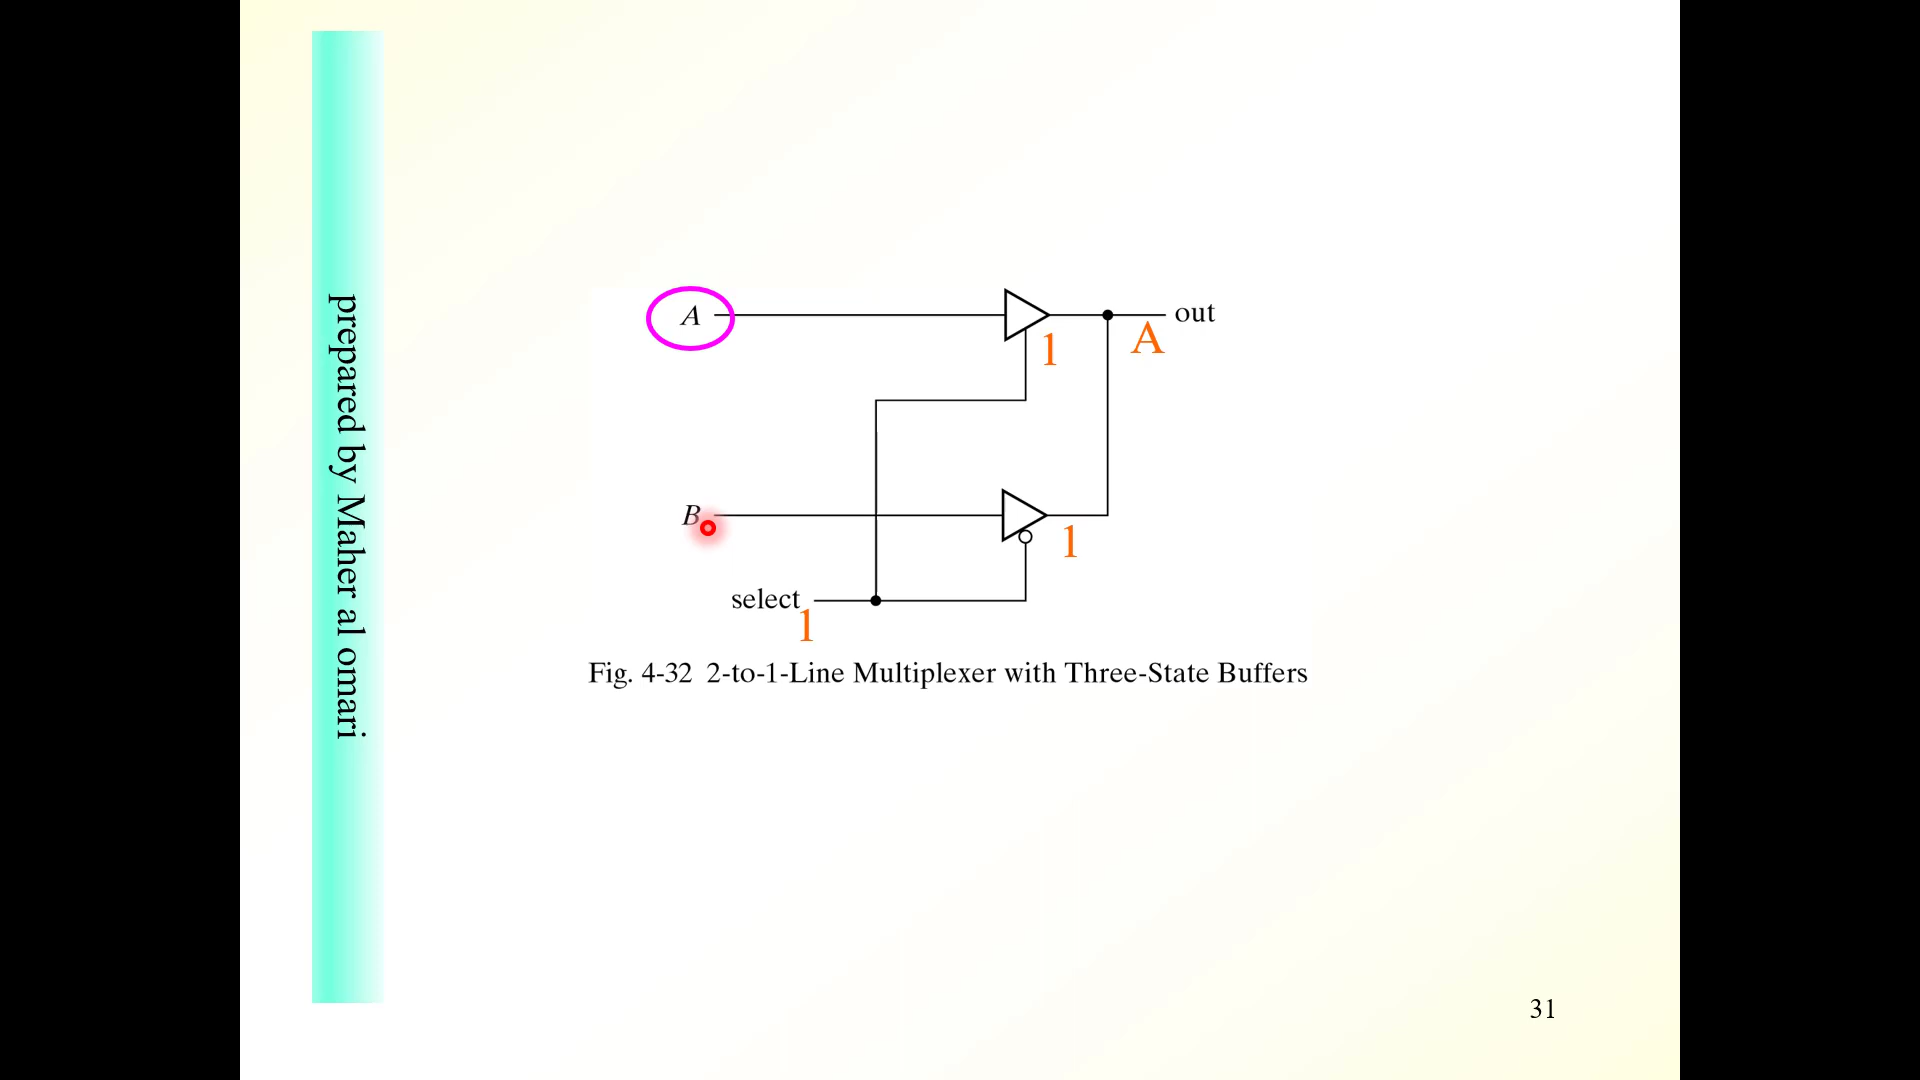 prepared by Maher al omari
A
out
1
A
B
1
select
1
Fig. 4-32 2-to-1-Line Multiplexer with Three-State Buffers
31